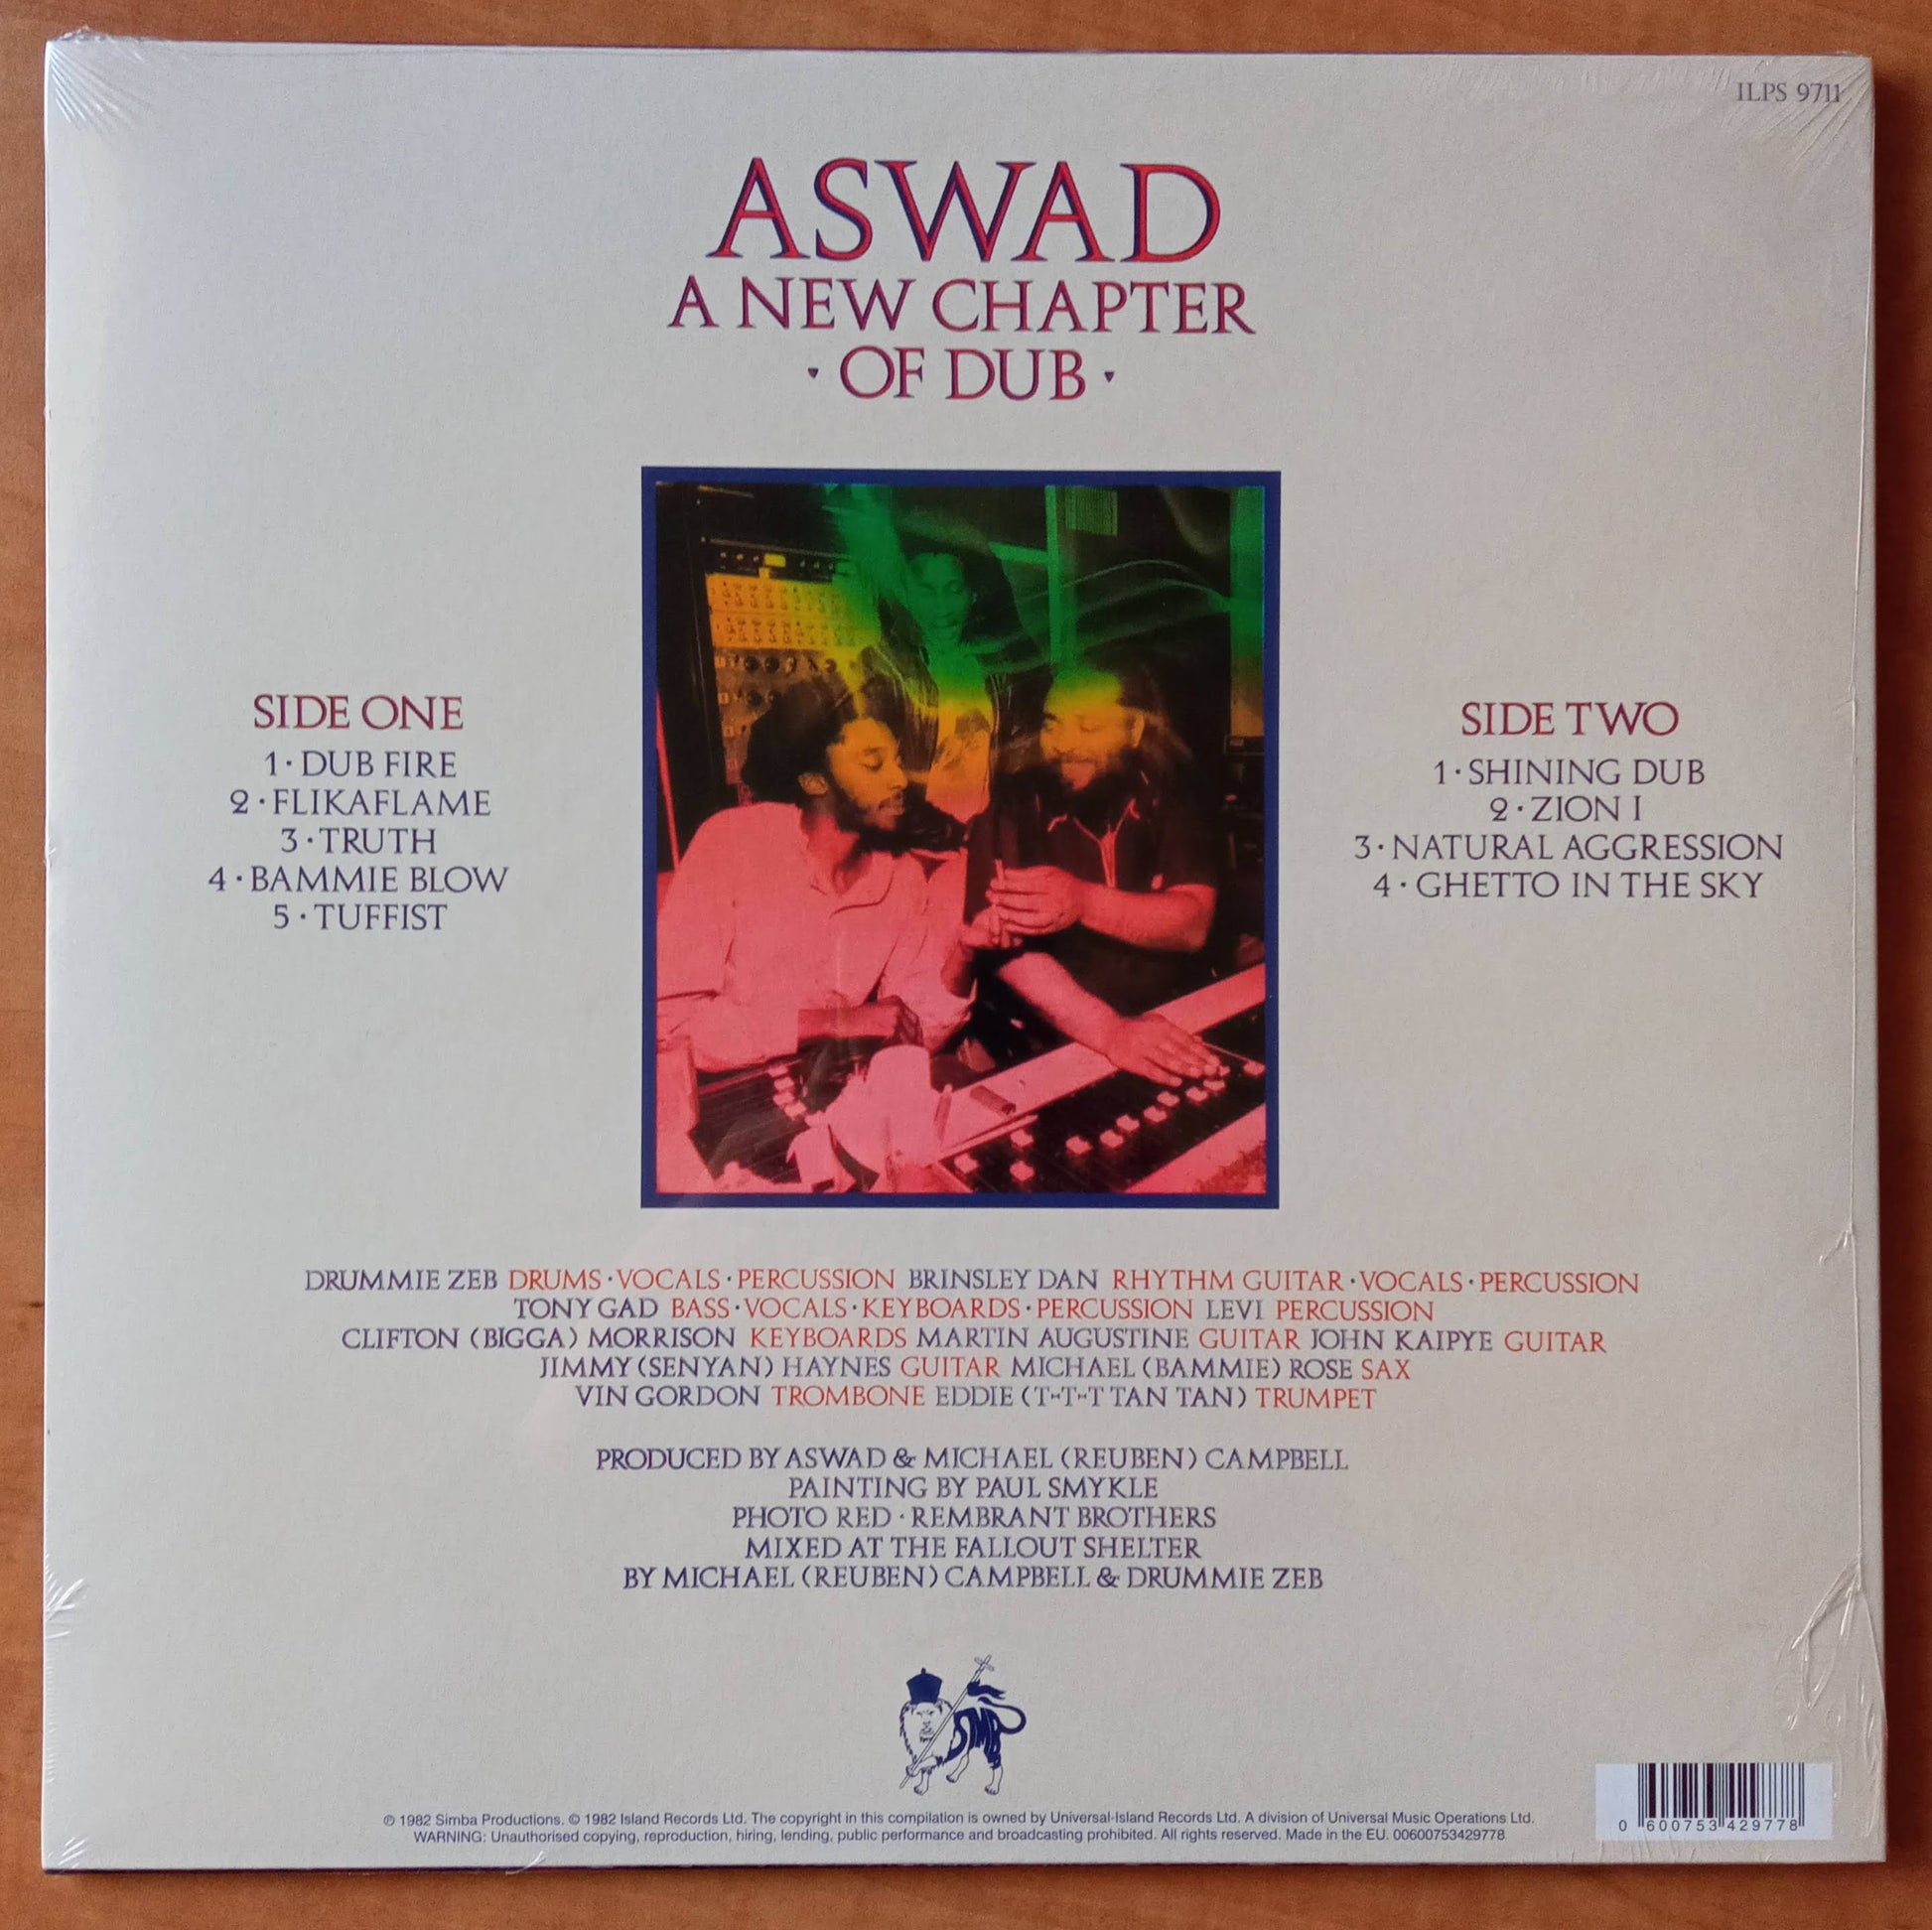 ILPS 9711
ASWAD
A NEW CHAPTER
· OF DUB ·
SIDE ONE
1 · DUB FIRE
2 · FLIKAFLAME
3 · TRUTH
4 · BAMMIE BLOW
5 · TUFFIST
SIDE TWO
1 · SHINING DUB
2 · ZION I
3 · NATURAL AGGRESSION
4 · GHETTO IN THE SKY
DRUMMIE ZEB DRUMS · VOCALS · PERCUSSION BRINSLEY DAN RHYTHM GUITAR · VOCALS · PERCUSSION
TONY GAD BASS · VOCALS · KEYBOARDS · PERCUSSION LEVI PERCUSSION
CLIFTON (BIGGA) MORRISON KEYBOARDS MARTIN AUGUSTINE GUITAR JOHN KAIPYE GUITAR
JIMMY (SENYAN) HAYNES GUITAR MICHAEL (BAMMIE) ROSE SAX
VIN GORDON TROMBONE EDDIE (T-T-T TAN TAN) TRUMPET
PRODUCED BY ASWAD & MICHAEL (REUBEN) CAMPBELL
PAINTING BY PAUL SMYKLE
PHOTO RED · REMBRANT BROTHERS
MIXED AT THE FALLOUT SHELTER
BY MICHAEL (REUBEN) CAMPBELL & DRUMMIE ZEB
℗ 1982 Simba Productions. © 1982 Island Records Ltd. The copyright in this compilation is owned by Universal-Island Records Ltd. A division of Universal Music Operations Ltd.
WARNING: Unauthorised copying, reproduction, hiring, lending, public performance and broadcasting prohibited. All rights reserved. Made in the EU. 00600753429778
0 600753 429778